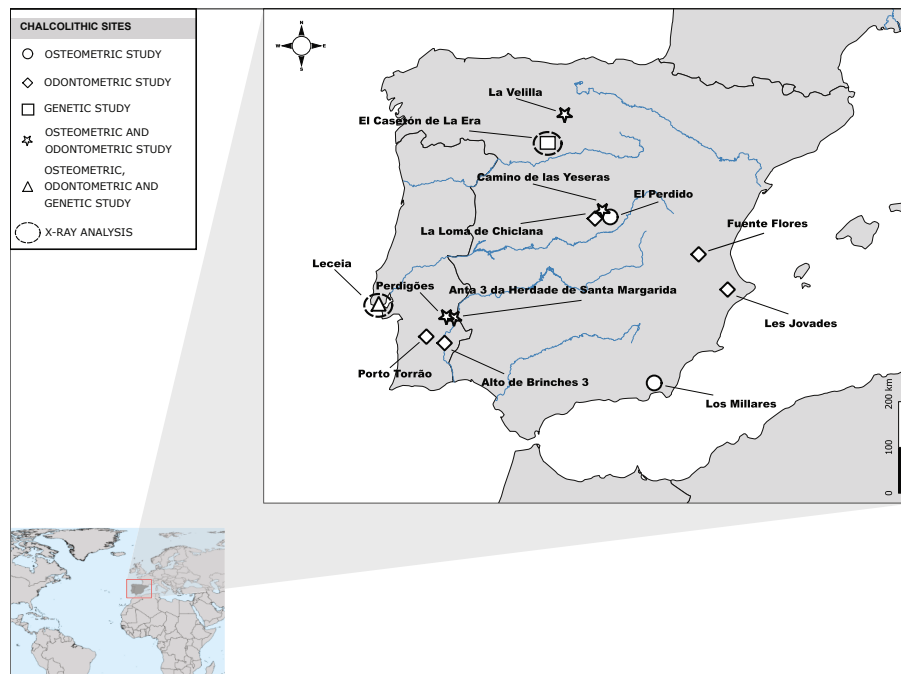 CHALCOLITHIC SITES
OSTEOMETRIC STUDY
ODONTOMETRIC STUDY
GENETIC STUDY
OSTEOMETRIC AND
ODONTOMETRIC STUDY
OSTEOMETRIC,
ODONTOMETRIC AND
GENETIC STUDY
X-RAY ANALYSIS
N
W
E
S
La Velilla
El Casetón de La Era
Camino de las Yeseras
El Perdido
La Loma de Chiclana
Fuente Flores
Leceia
Perdigões
Anta 3 da Herdade de Santa Margarida
Les Jovades
Porto Torrão
Alto de Brinches 3
Los Millares
200 km
100
0